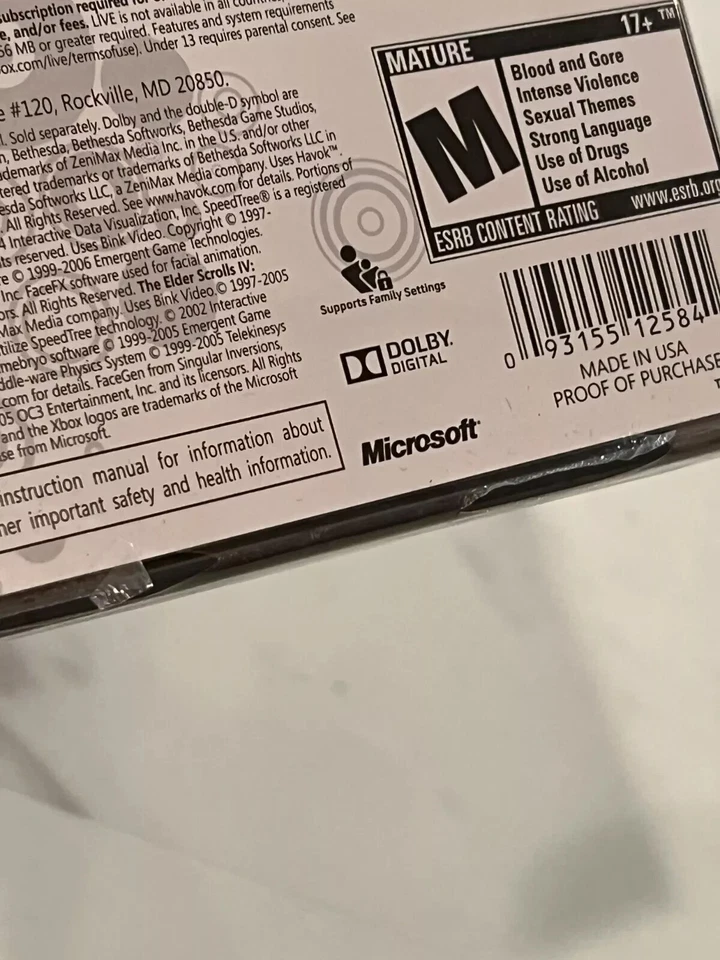 subscription required
e, and/or fees. LIVE is not available in all
56 MB or greater required. Features and system requirements
ox.com/live/termsofuse). Under 13 requires parental consent. See
e #120, Rockville, MD 20850.
l. Sold separately. Dolby and the double-D symbol are
n, Bethesda, Bethesda Softworks, Bethesda Game Studios,
demarks of ZeniMax Media Inc. in the U.S. and/or other
tered trademarks or trademarks of Bethesda Softworks LLC in
esda Softworks LLC, a ZeniMax Media company. Uses Havok™.
All Rights Reserved. See www.havok.com for details. Portions of
4 Interactive Data Visualization, Inc. SpeedTree® is a registered
ts reserved. Uses Bink Video. Copyright © 1997-
e © 1999-2006 Emergent Game Technologies.
Inc. FaceFX software used for facial animation.
ors. All Rights Reserved. The Elder Scrolls IV:
Max Media company. Uses Bink Video © 1997-2005
tilize SpeedTree technology. © 2002 Interactive
mebryo software © 1999-2005 Emergent Game
ddle-ware Physics System © 1999-2005 Telekinesys
.com for details. FaceGen from Singular Inversions,
05 OC3 Entertainment, Inc. and its licensors. All Rights
and the Xbox logos are trademarks of the Microsoft
se from Microsoft.
instruction manual for information about
her important safety and health information.
MATURE 17+ ™
M
Blood and Gore
Intense Violence
Sexual Themes
Strong Language
Use of Drugs
Use of Alcohol
ESRB CONTENT RATING www.esrb.org
Supports Family Settings
DOLBY.
DIGITAL
Microsoft®
0 93155 12584
MADE IN USA
PROOF OF PURCHASE